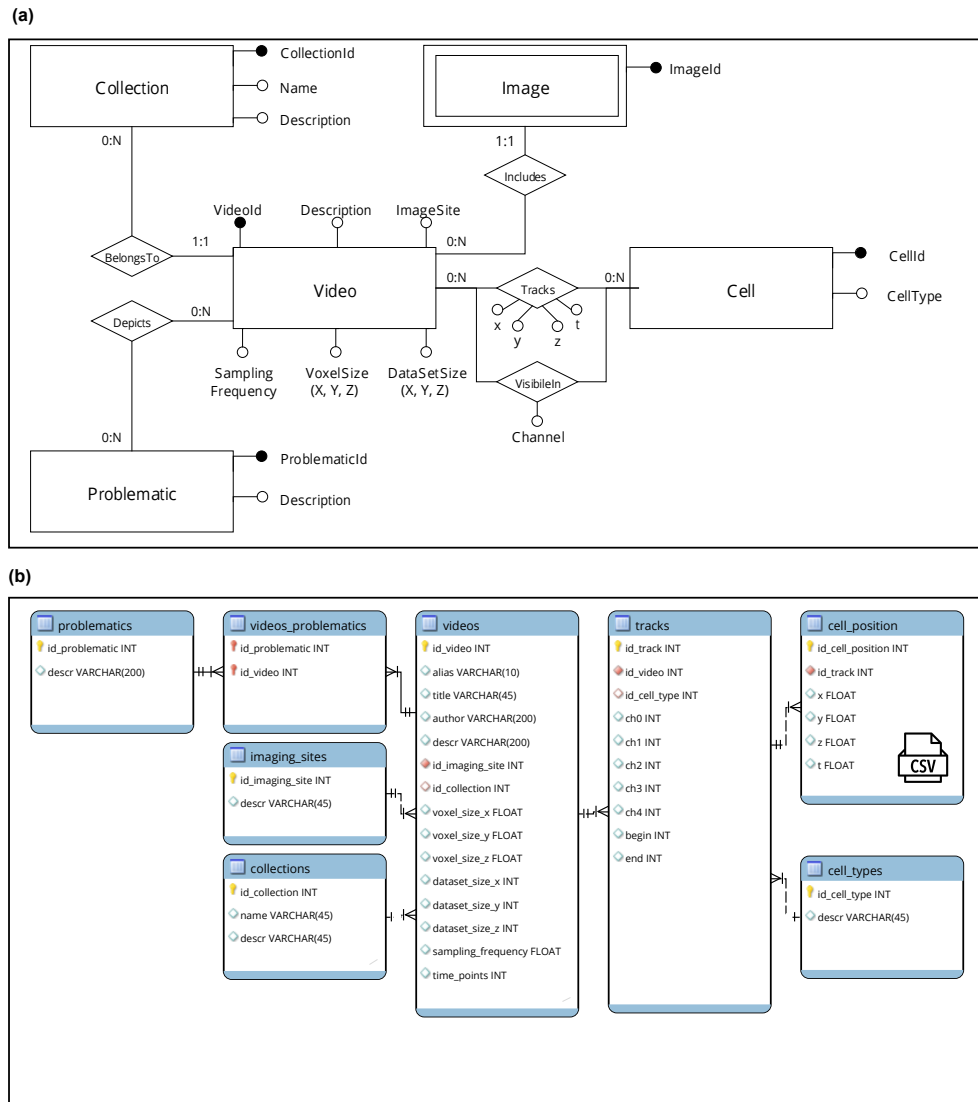 (a)
Collection
CollectionId
Name
Description
0:N
Image
ImageId
1:1
Includes
VideoId
Description
ImageSite
0:N
1:1
BelongsTo
Video
0:N
Tracks
0:N
x
y
z
t
Cell
CellId
CellType
Depicts
0:N
Sampling
Frequency
VoxelSize
(X, Y, Z)
DataSetSize
(X, Y, Z)
VisibileIn
Channel
0:N
Problematic
ProblematicId
Description
(b)
problematics
id_problematic INT
descr VARCHAR(200)
videos_problematics
id_problematic INT
id_video INT
imaging_sites
id_imaging_site INT
descr VARCHAR(45)
collections
id_collection INT
name VARCHAR(45)
descr VARCHAR(45)
videos
id_video INT
alias VARCHAR(10)
title VARCHAR(45)
author VARCHAR(200)
descr VARCHAR(200)
id_imaging_site INT
id_collection INT
voxel_size_x FLOAT
voxel_size_y FLOAT
voxel_size_z FLOAT
dataset_size_x INT
dataset_size_y INT
dataset_size_z INT
sampling_frequency FLOAT
time_points INT
tracks
id_track INT
id_video INT
id_cell_type INT
ch0 INT
ch1 INT
ch2 INT
ch3 INT
ch4 INT
begin INT
end INT
cell_position
id_cell_position INT
id_track INT
x FLOAT
y FLOAT
z FLOAT
t FLOAT
CSV
cell_types
id_cell_type INT
descr VARCHAR(45)